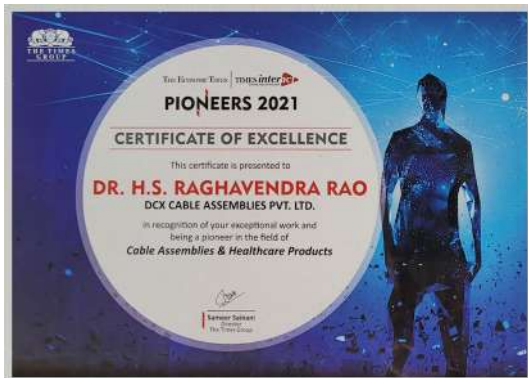 THE TIMES
GROUP
THE ECONOMIC TIMES | TIMES interact
PIONEERS 2021
CERTIFICATE OF EXCELLENCE
This certificate is presented to
DR. H.S. RAGHAVENDRA RAO
DCX CABLE ASSEMBLIES PVT. LTD.
in recognition of your exceptional work and
being a pioneer in the field of
Cable Assemblies & Healthcare Products
Sameer Sainani
Director
The Times Group